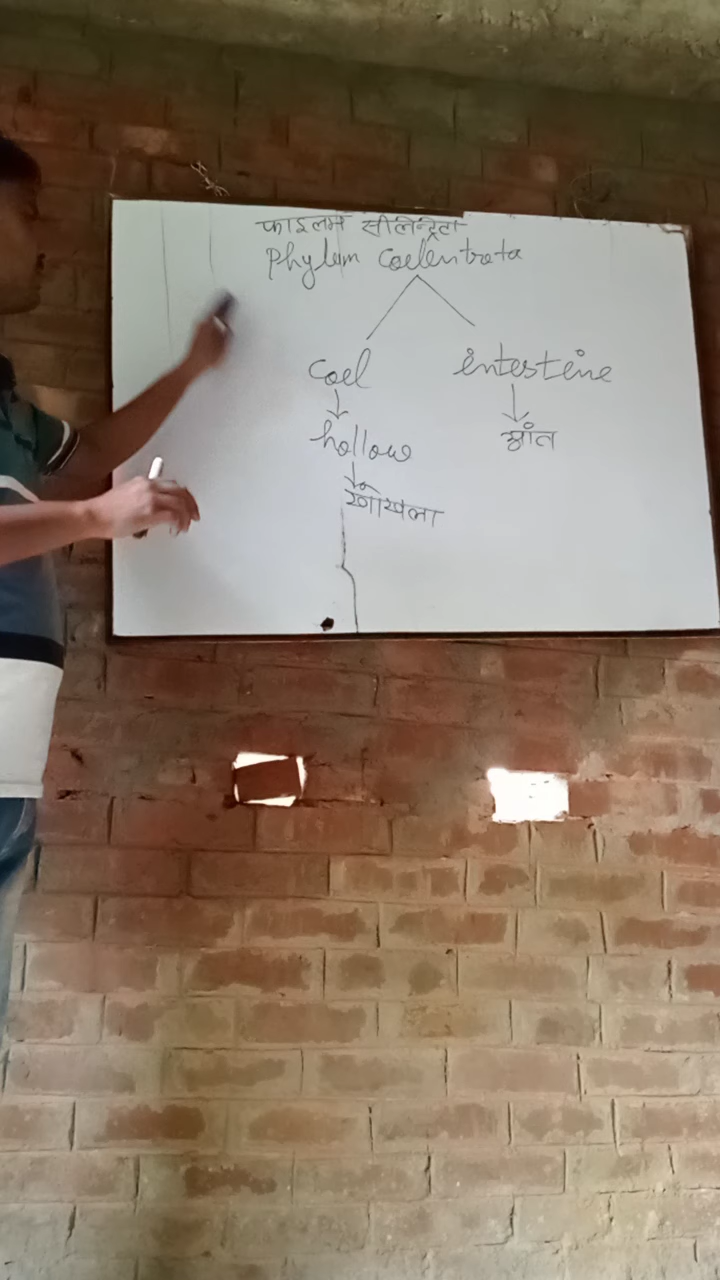 फाइलम सीलेन्ट्रेटा
Phylum Coelentrata
Coel intestine
hollow आंत
खोखला